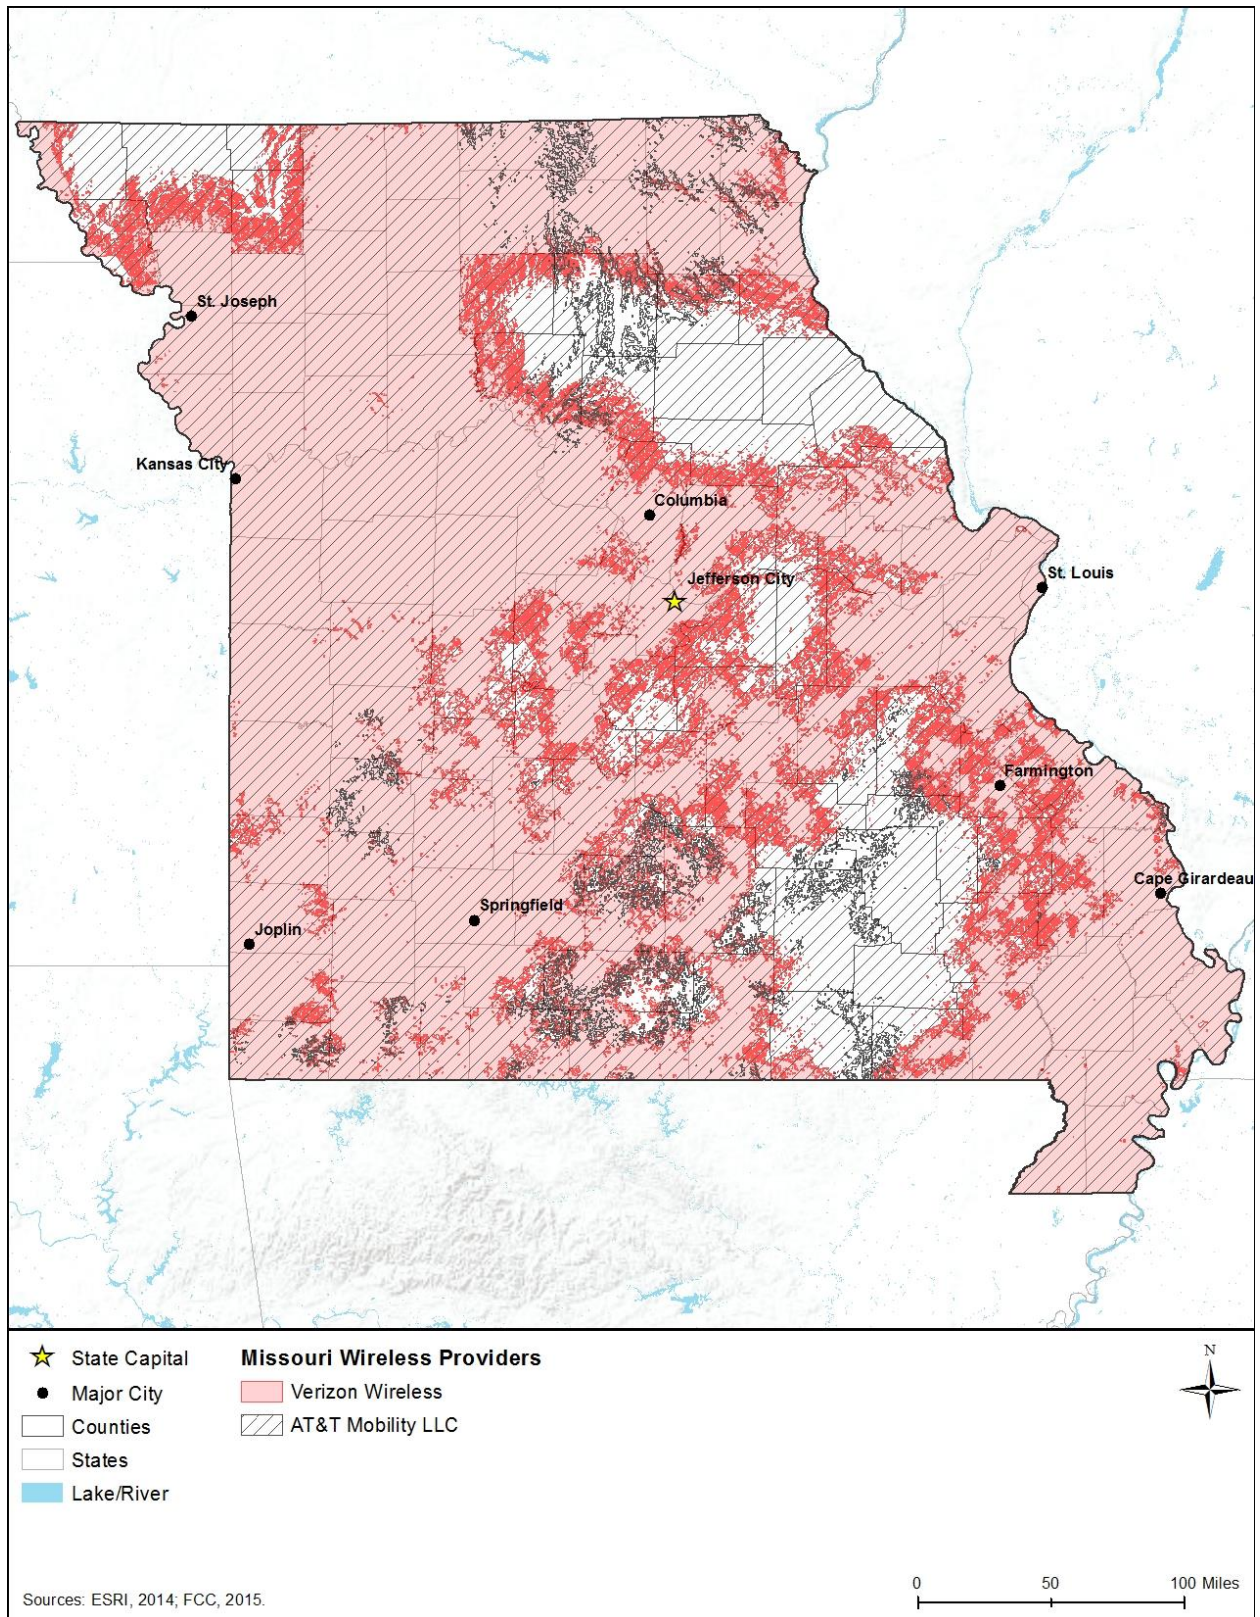 St. Joseph
Kansas City
Columbia
Jefferson City
St. Louis
Farmington
Cape Girardeau
Springfield
Joplin
State Capital
Major City
Counties
States
Lake/River
Missouri Wireless Providers
Verizon Wireless
AT&T Mobility LLC
N
Sources: ESRI, 2014; FCC, 2015.
0 50 100 Miles